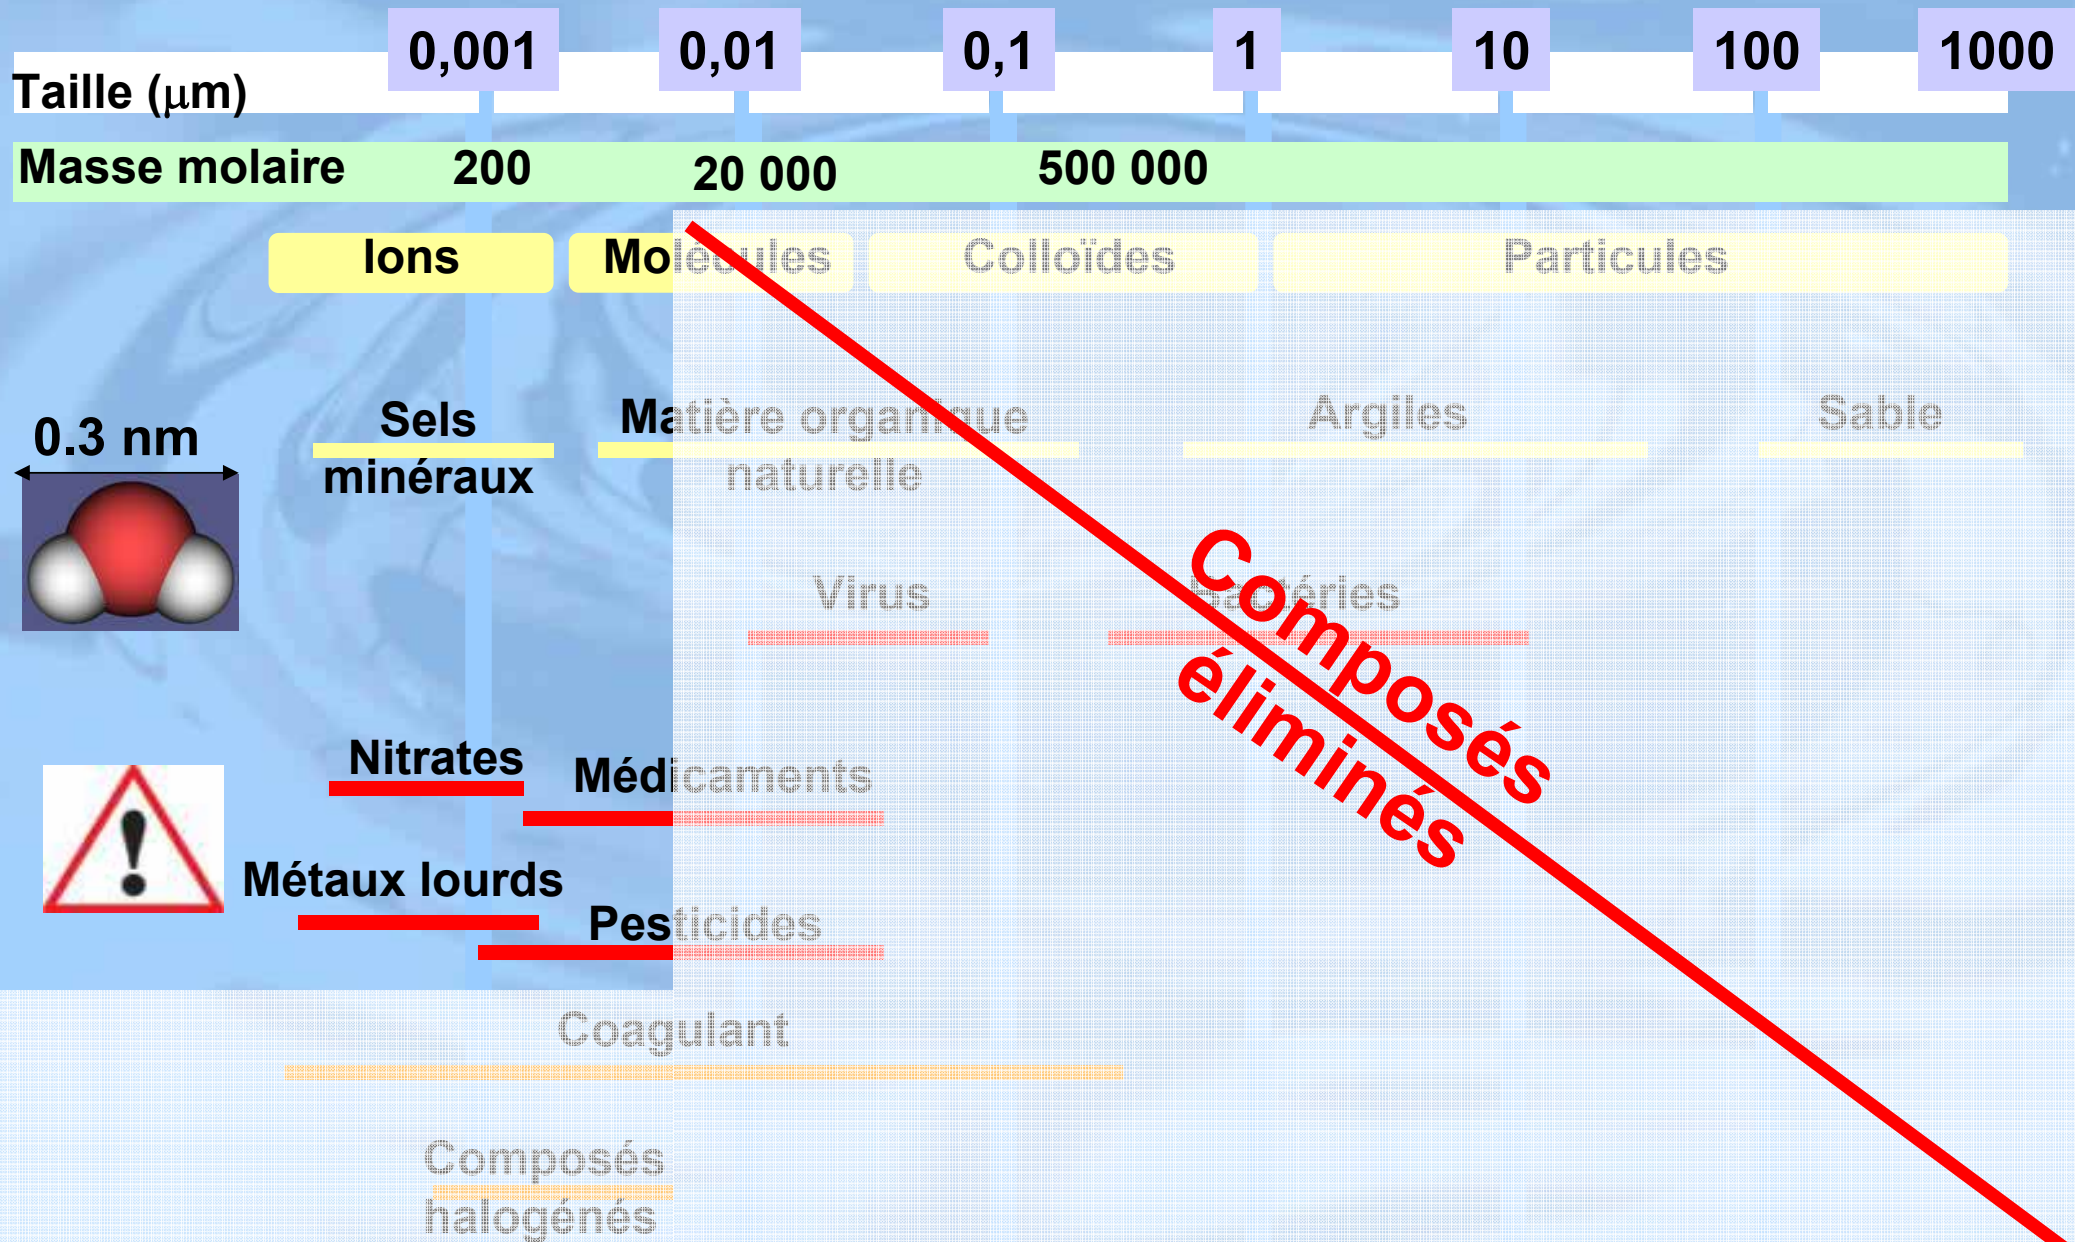 0,001 0,01 0,1 1 10 100 1000
Taille (μm)
Masse molaire 200 20 000 500 000
Ions Molécules Colloïdes Particules
0.3 nm
Sels
minéraux
Matière organique
naturelle
Argiles
Sable
Virus
Bactéries
Composés
éliminés
Nitrates
Médicaments
Métaux lourds
Pesticides
Coagulant
Composés
halogénés